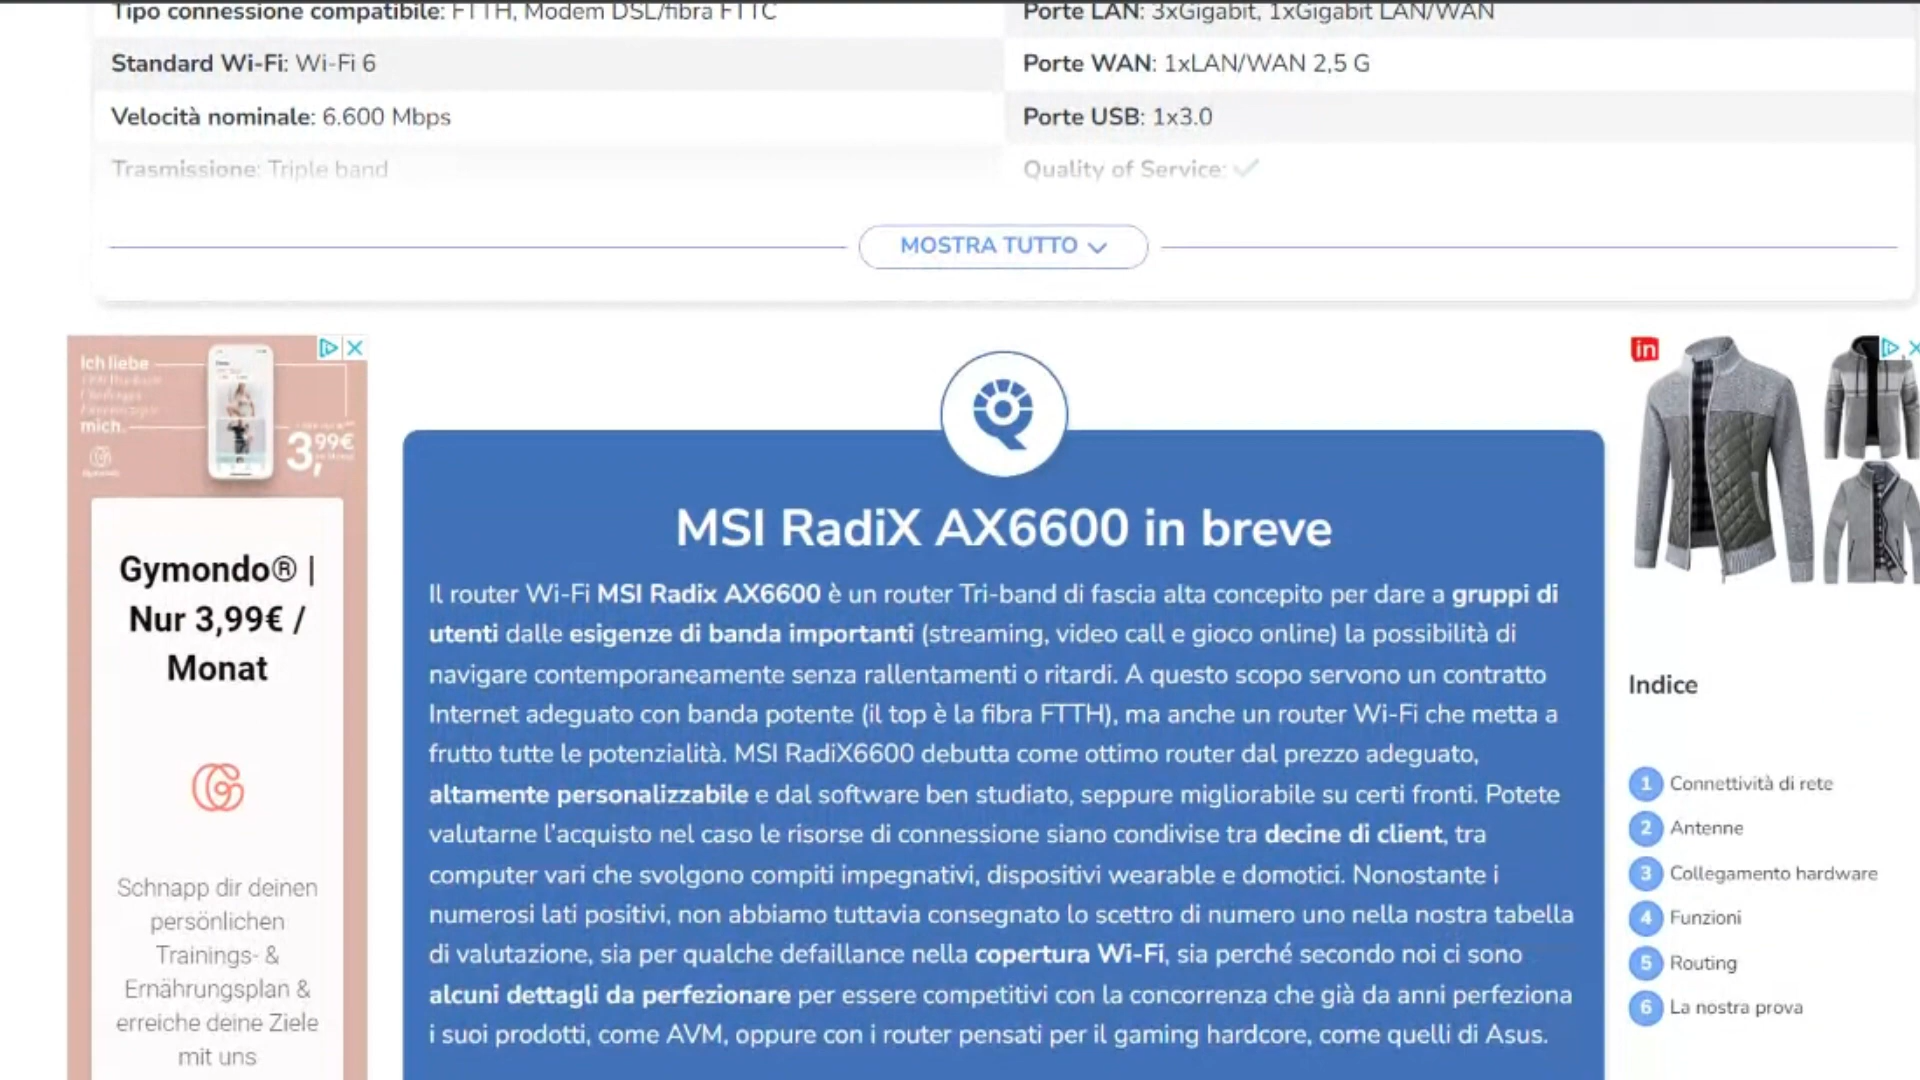 Tipo connessione compatibile: FTTH, Modem DSL/fibra FTTC
Porte LAN: 3xGigabit, 1xGigabit LAN/WAN
Standard Wi-Fi: Wi-Fi 6
Porte WAN: 1xLAN/WAN 2,5 G
Velocità nominale: 6.600 Mbps
Porte USB: 1x3.0
Trasmissione: Triple band
Quality of Service:
MOSTRA TUTTO
Ich liebe
mich.
3,99€
Gymondo® |
Nur 3,99€ /
Monat
Schnapp dir deinen
persönlichen
Trainings- &
Ernährungsplan &
erreiche deine Ziele
mit uns
MSI RadiX AX6600 in breve
Il router Wi-Fi MSI Radix AX6600 è un router Tri-band di fascia alta concepito per dare a gruppi di
utenti dalle esigenze di banda importanti (streaming, video call e gioco online) la possibilità di
navigare contemporaneamente senza rallentamenti o ritardi. A questo scopo servono un contratto
Internet adeguato con banda potente (il top è la fibra FTTH), ma anche un router Wi-Fi che metta a
frutto tutte le potenzialità. MSI RadiX6600 debutta come ottimo router dal prezzo adeguato,
altamente personalizzabile e dal software ben studiato, seppure migliorabile su certi fronti. Potete
valutarne l'acquisto nel caso le risorse di connessione siano condivise tra decine di client, tra
computer vari che svolgono compiti impegnativi, dispositivi wearable e domotici. Nonostante i
numerosi lati positivi, non abbiamo tuttavia consegnato lo scettro di numero uno nella nostra tabella
di valutazione, sia per qualche defaillance nella copertura Wi-Fi, sia perché secondo noi ci sono
alcuni dettagli da perfezionare per essere competitivi con la concorrenza che già da anni perfeziona
i suoi prodotti, come AVM, oppure con i router pensati per il gaming hardcore, come quelli di Asus.
in
Indice
1 Connettività di rete
2 Antenne
3 Collegamento hardware
4 Funzioni
5 Routing
6 La nostra prova